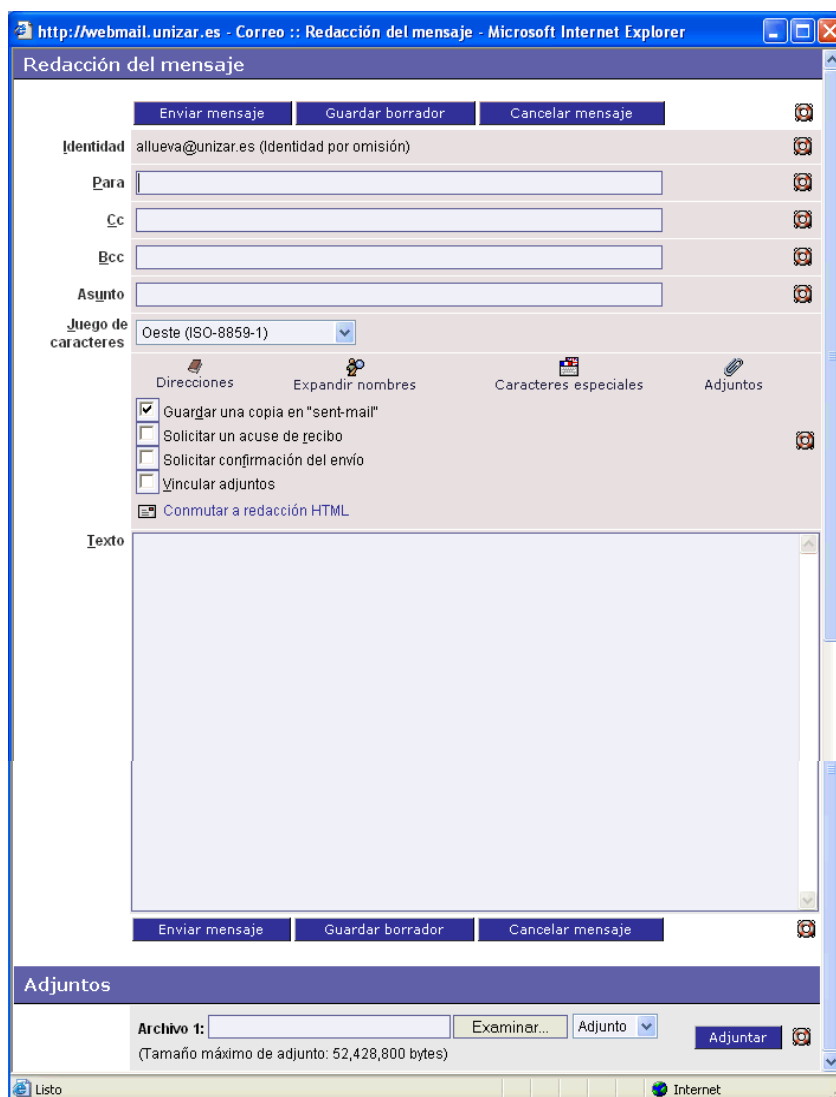 http://webmail.unizar.es - Correo :: Redacción del mensaje - Microsoft Internet Explorer
Redacción del mensaje
Enviar mensaje Guardar borrador Cancelar mensaje
Identidad allueva@unizar.es (Identidad por omisión)
Para
Cc
Bcc
Asunto
Juego de caracteres Oeste (ISO-8859-1)
Direcciones Expandir nombres Caracteres especiales Adjuntos
Guardar una copia en "sent-mail"
Solicitar un acuse de recibo
Solicitar confirmación del envío
Vincular adjuntos
Conmutar a redacción HTML
Texto
Enviar mensaje Guardar borrador Cancelar mensaje
Adjuntos
Archivo 1: Examinar... Adjunto Adjuntar
(Tamaño máximo de adjunto: 52,428,800 bytes)
Listo Internet